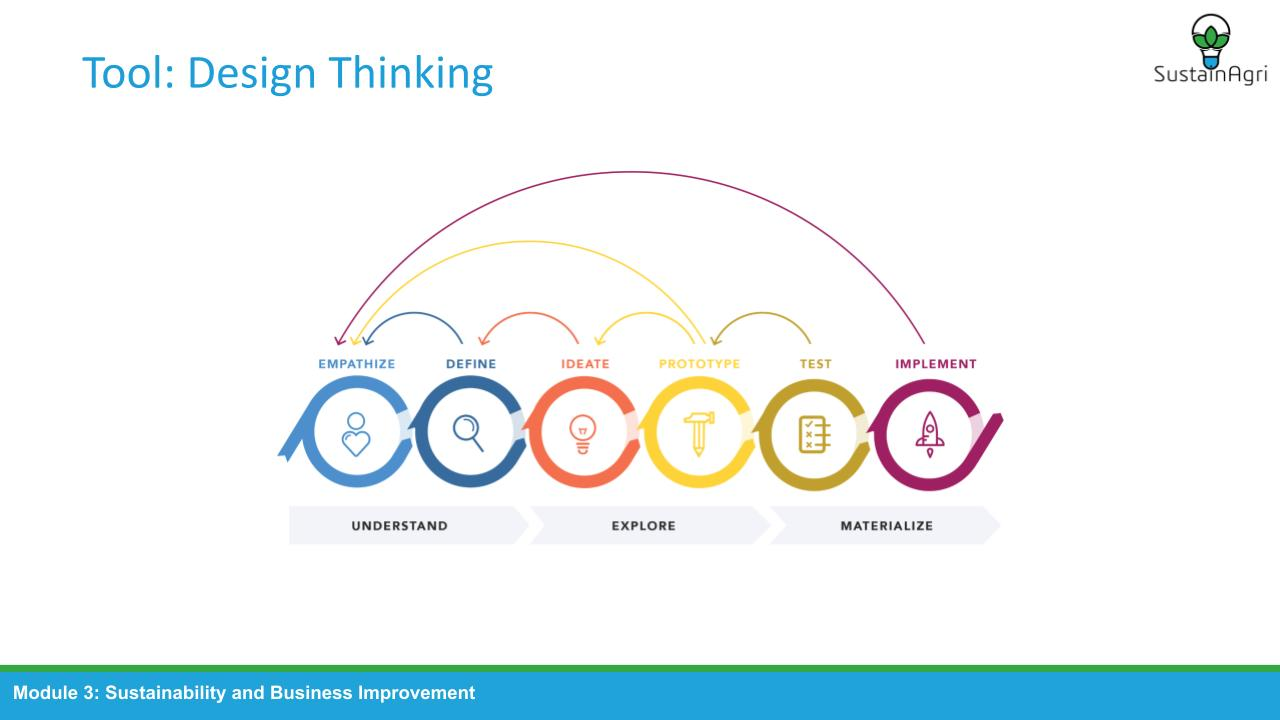 Tool: Design Thinking
SustainAgri
EMPATHIZE
DEFINE
IDEATE
PROTOTYPE
TEST
IMPLEMENT
UNDERSTAND
EXPLORE
MATERIALIZE
Module 3: Sustainability and Business Improvement